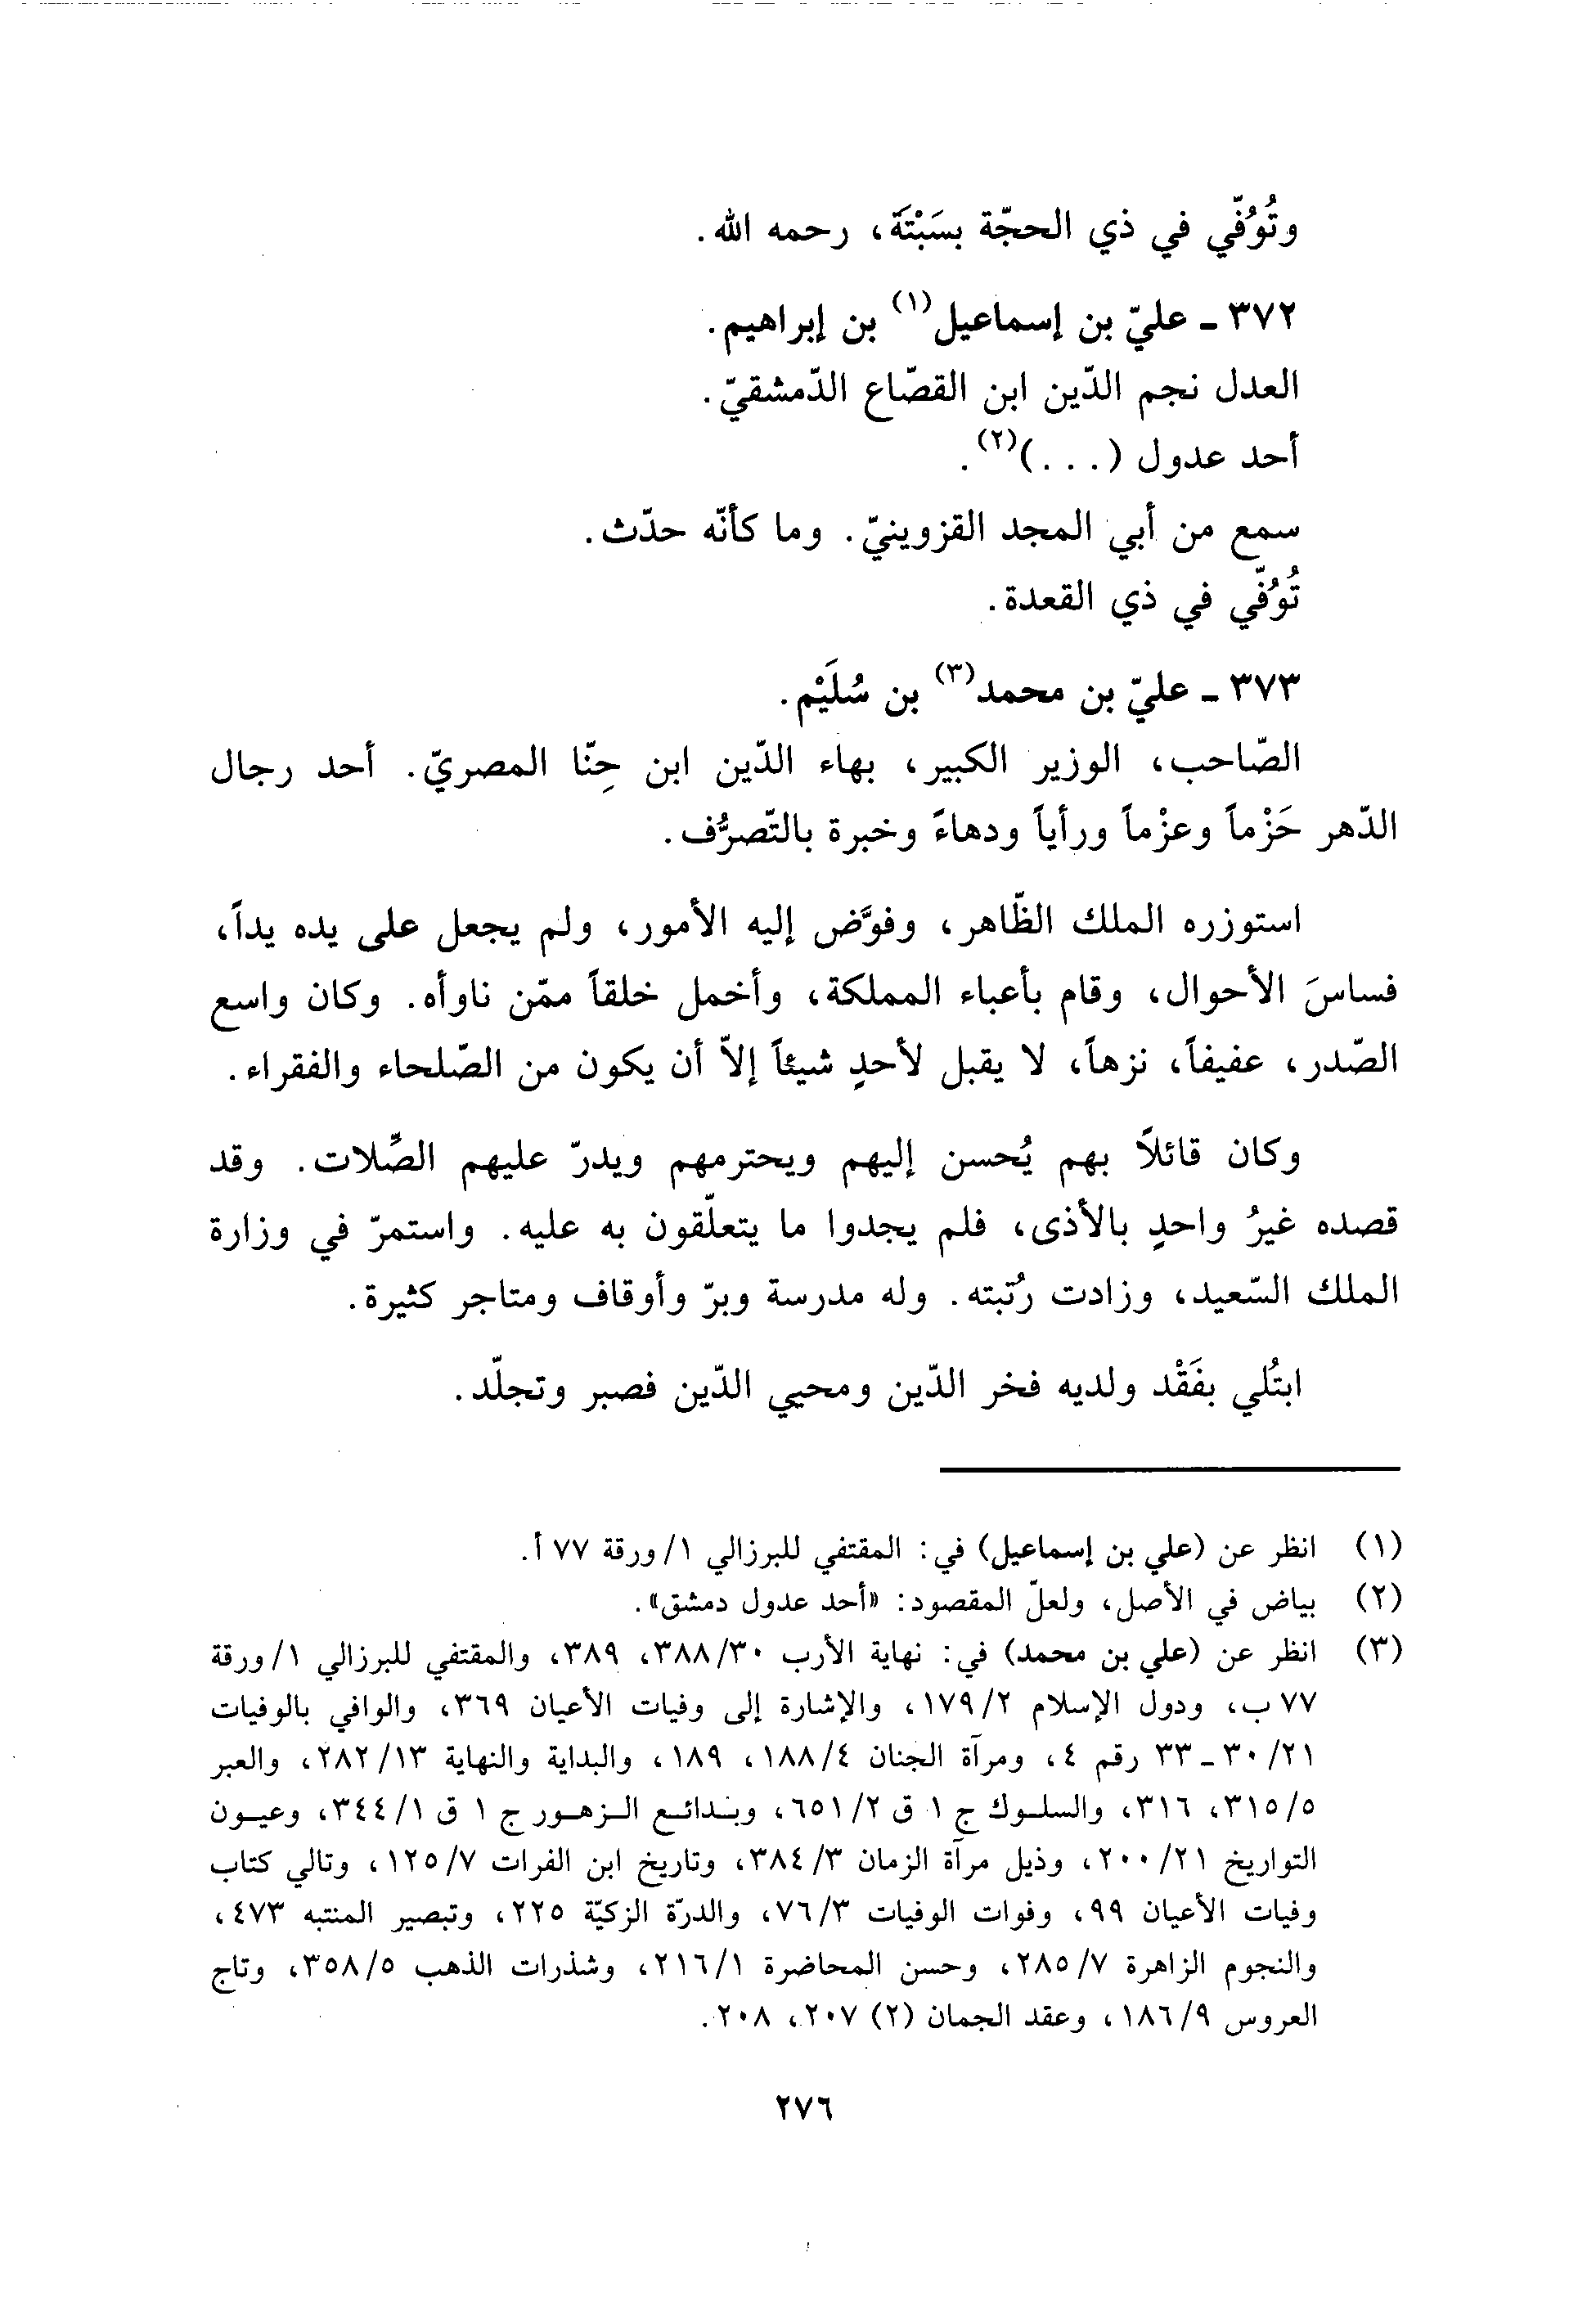 وتُوُفّي في ذي الحجّة بسَبْتَة، رحمه الله.
٣٧٢ ـ عليّ بن إسماعيل(١) بن إبراهيم.
العدل نجم الدّين ابن القصّاع الدّمشقيّ.
أحد عدول (. . .)(٢).
سمع من أبي المجد القزوينيّ. وما كأنّه حدّث.
تُوُفّي في ذي القعدة.
٣٧٣ ـ عليّ بن محمد(٣) بن سُلَيْم.
الصّاحب، الوزير الكبير، بهاء الدّين ابن حِنّا المصريّ. أحد رجال
الدّهر حَزْماً وعزْماً ورأياً ودهاءً وخبرة بالتّصرُّف.
استوزره الملك الظّاهر، وفوَّض إليه الأمور، ولم يجعل على يده يداً،
فساسَ الأحوال، وقام بأعباء المملكة، وأخمل خلقاً ممّن ناوأه. وكان واسع
الصّدر، عفيفاً، نزهاً، لا يقبل لأحدٍ شيئاً إلاّ أن يكون من الصّلحاء والفقراء.
وكان قائلاً بهم يُحسن إليهم ويحترمهم ويدرّ عليهم الصِّلات. وقد
قصده غيرُ واحدٍ بالأذى، فلم يجدوا ما يتعلّقون به عليه. واستمرّ في وزارة
الملك السّعيد، وزادت رُتبته. وله مدرسة وبرّ وأوقاف ومتاجر كثيرة.
ابتُلي بفَقْد ولديه فخر الدّين ومحيي الدّين فصبر وتجلّد.
(١) انظر عن (علي بن إسماعيل) في: المقتفي للبرزالي ١/ورقة ٧٧ أ.
(٢) بياض في الأصل، ولعلّ المقصود: «أحد عدول دمشق».
(٣) انظر عن (علي بن محمد) في: نهاية الأرب ٣٨٨/٣٠، ٣٨٩، والمقتفي للبرزالي ١/ورقة
٧٧ ب، ودول الإسلام ١٧٩/٢، والإشارة إلى وفيات الأعيان ٣٦٩، والوافي بالوفيات
٣٠/٢١ ـ ٣٣ رقم ٤، ومرآة الجنان ١٨٨/٤، ١٨٩، والبداية والنهاية ٢٨٢/١٣، والعبر
٣١٥/٥، ٣١٦، والسلوك ج ١ ق ٦٥١/٢، وبدائع الزهور ج ١ ق ٣٤٤/١، وعيون
التواريخ ٢٠٠/٢١، وذيل مرآة الزمان ٣٨٤/٣، وتاريخ ابن الفرات ١٢٥/٧، وتالي كتاب
وفيات الأعيان ٩٩، وفوات الوفيات ٧٦/٣، والدرّة الزكيّة ٢٢٥، وتبصير المنتبه ٤٧٣،
والنجوم الزاهرة ٢٨٥/٧، وحسن المحاضرة ٢١٦/١، وشذرات الذهب ٣٥٨/٥، وتاج
العروس ١٨٦/٩، وعقد الجمان (٢) ٢٠٧، ٢٠٨.
٢٧٦